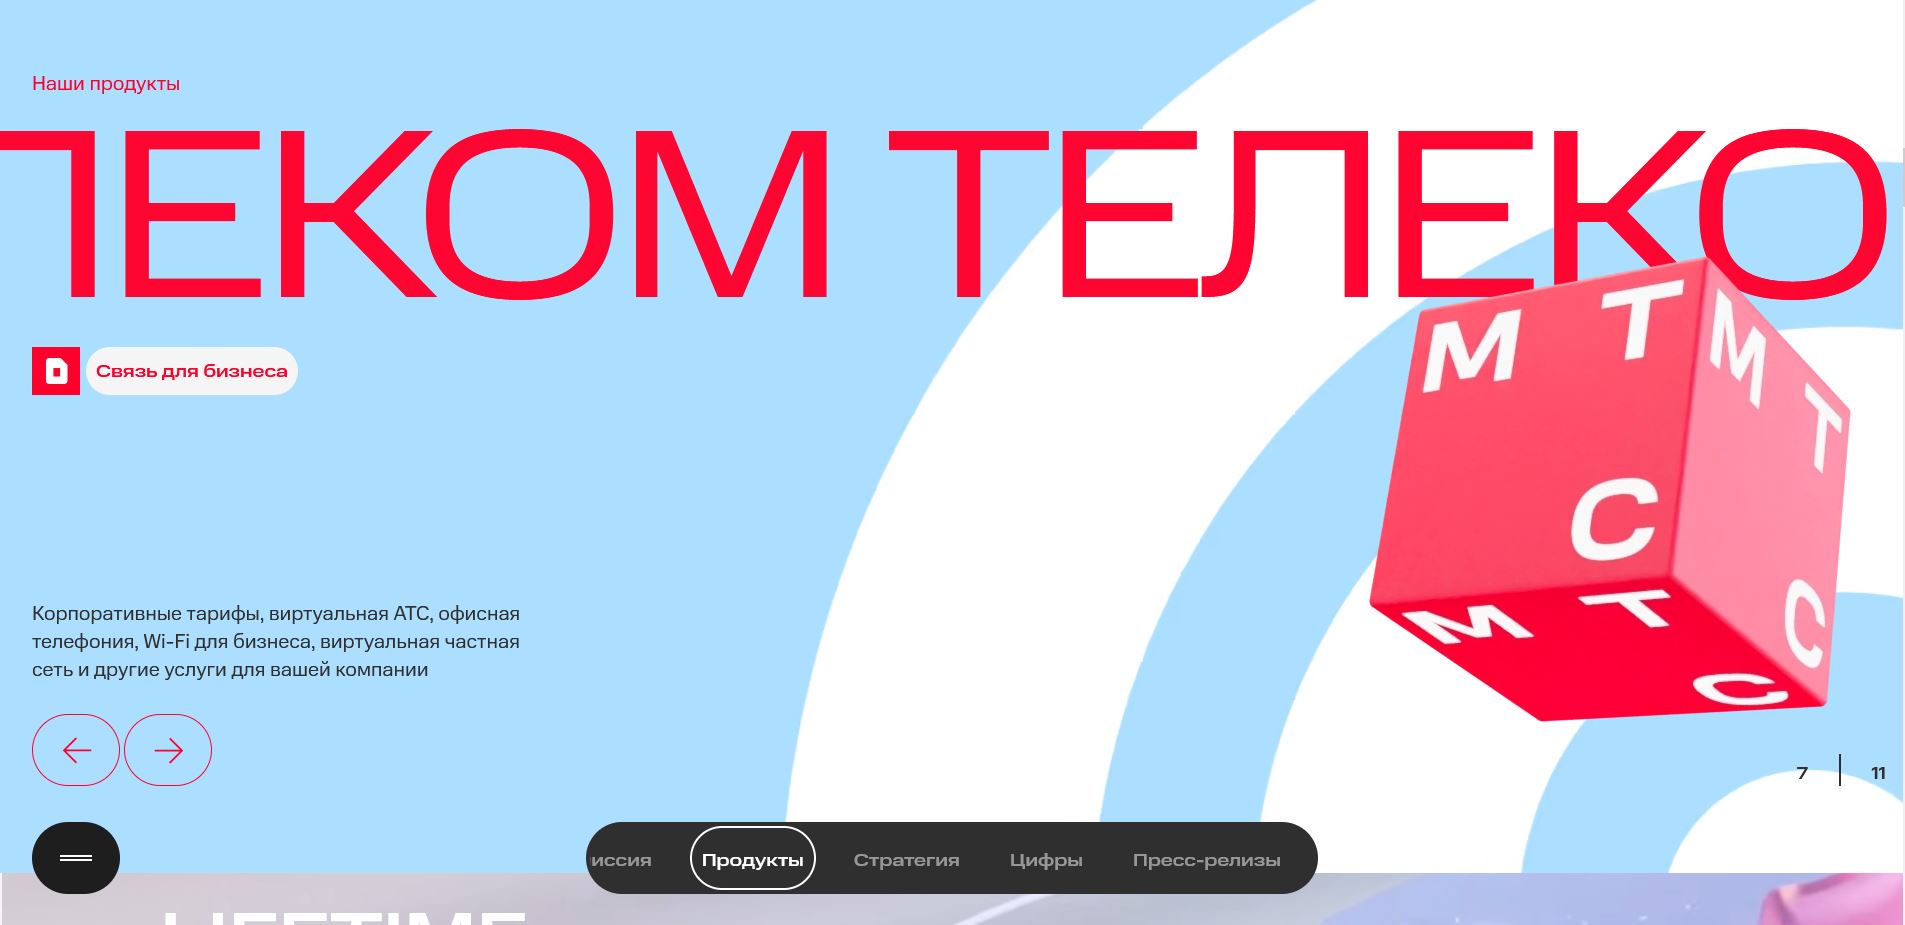 Наши продукты
ЛЕКОМ ТЕЛЕКО
Связь для бизнеса
М Т С
М Т С
М Т С
Корпоративные тарифы, виртуальная АТС, офисная
телефония, Wi-Fi для бизнеса, виртуальная частная
сеть и другие услуги для вашей компании
7 | 11
иссия Продукты Стратегия Цифры Пресс-релизы
LIFETIME